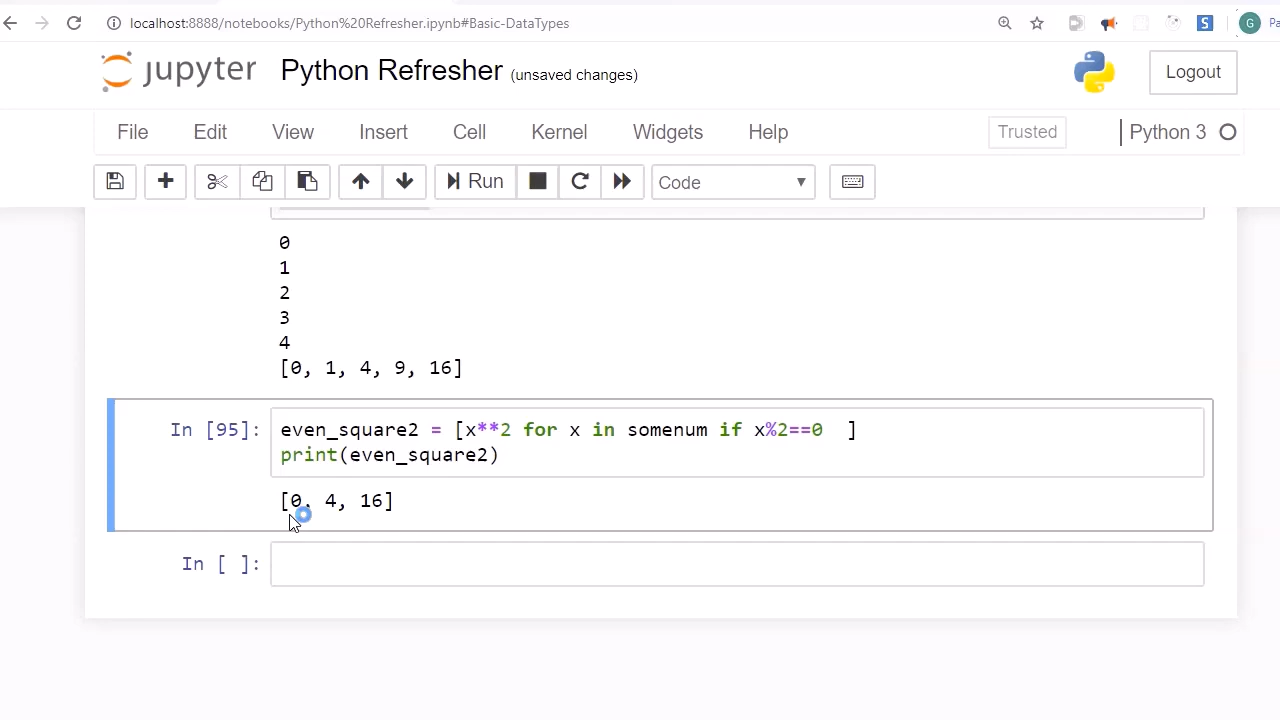 localhost:8888/notebooks/Python%20Refresher.ipynb#Basic-DataTypes
S
G
Pa
jupyter Python Refresher (unsaved changes)
Logout
File Edit View Insert Cell Kernel Widgets Help
Trusted
Python 3
Run
Code
0
1
2
3
4
[0, 1, 4, 9, 16]
In [95]: even_square2 = [x**2 for x in somenum if x%2==0 ]
print(even_square2)
[0, 4, 16]
In [ ]: